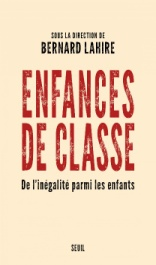 SOUS LA DIRECTION DE
BERNARD LAHIRE
ENFANCES
DE CLASSE
De l'inégalité parmi les enfants
SEUIL